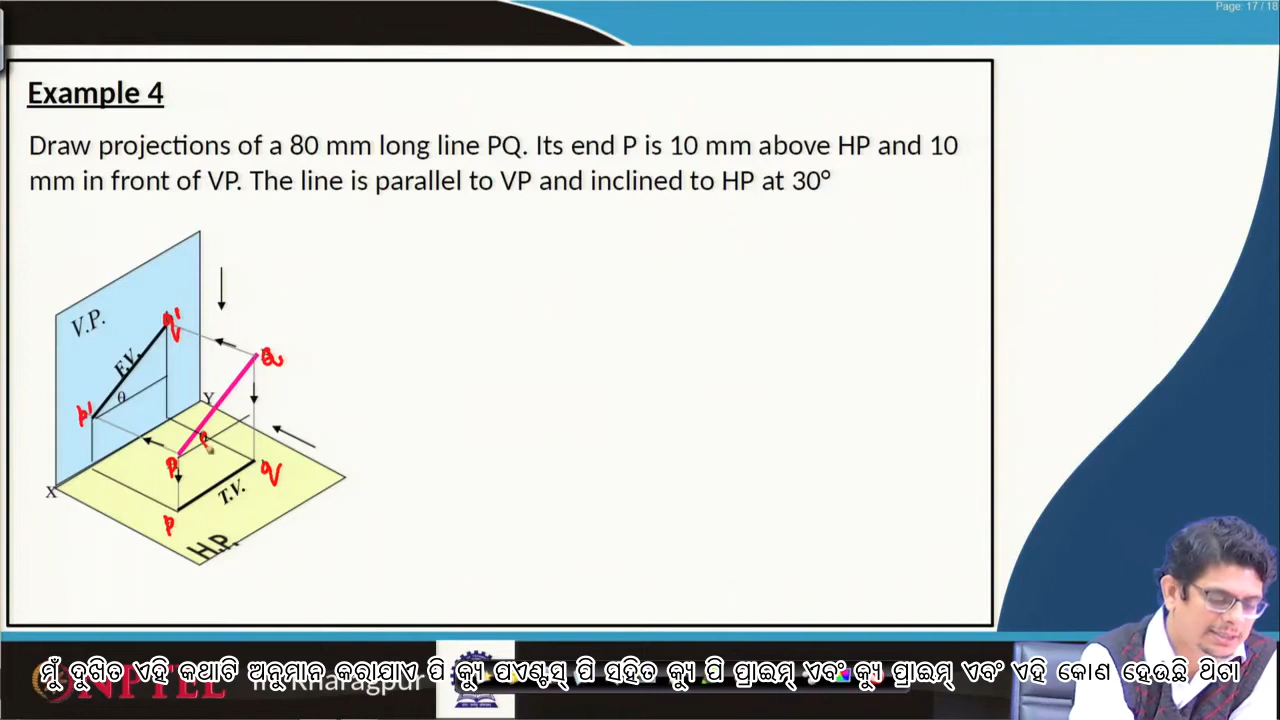 Page: 17 / 18
Example 4
Draw projections of a 80 mm long line PQ. Its end P is 10 mm above HP and 10
mm in front of VP. The line is parallel to VP and inclined to HP at 30°
V.P.
q'
F.V.
Q
θ
Y
p'
θ
P
q
X
T.V.
p
H.P.
ମୁଁ ଦୁଃଖିତ ଏହି କଥାଟି ଅନୁମାନ କରାଯାଏ ପି କ୍ୟୁ ପଏଣ୍ଟସ୍ ପି ସହିତ କ୍ୟୁ ପି ପ୍ରାଇମ୍ ଏବଂ କ୍ୟୁ ପ୍ରାଇମ୍ ଏବଂ ଏହି କୋଣ ହେଉଛି ଥିଟା
NPTEL
IIT Kharagpur